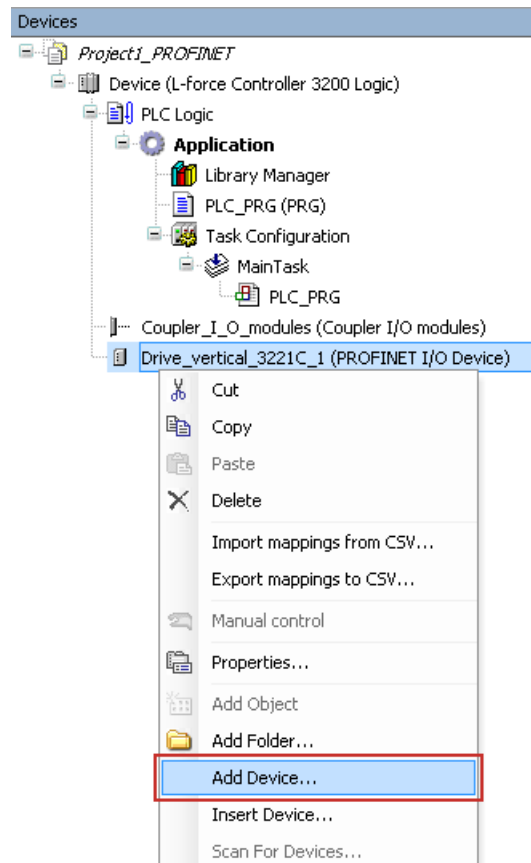 Devices
Project1_PROFINET
Device (L-force Controller 3200 Logic)
PLC Logic
Application
Library Manager
PLC_PRG (PRG)
Task Configuration
MainTask
PLC_PRG
Coupler_I_O_modules (Coupler I/O modules)
Drive_vertical_3221C_1 (PROFINET I/O Device)
Cut
Copy
Paste
Delete
Import mappings from CSV...
Export mappings to CSV...
Manual control
Properties...
Add Object
Add Folder...
Add Device...
Insert Device...
Scan For Devices...